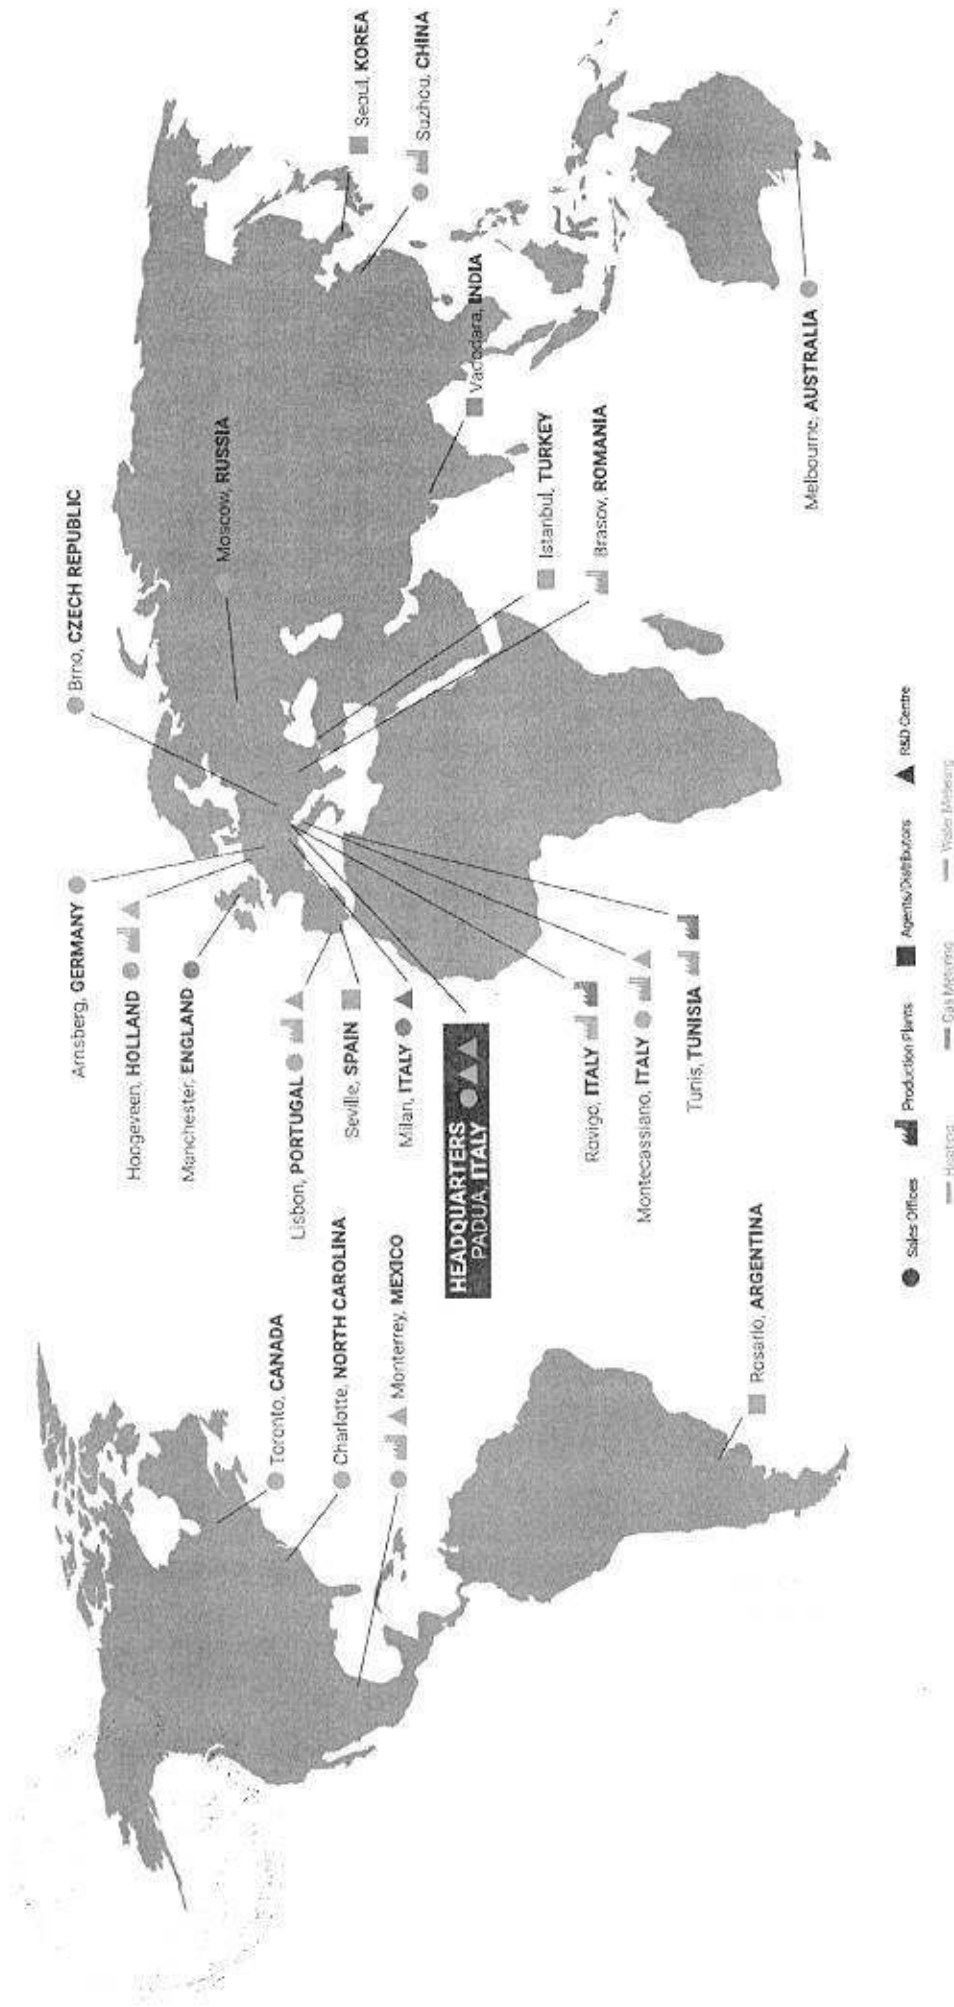 Toronto, CANADA
Charlotte, NORTH CAROLINA
Monterrey, MEXICO
Rosario, ARGENTINA
Arnsberg, GERMANY
Hoogeveen, HOLLAND
Manchester, ENGLAND
Lisbon, PORTUGAL
Seville, SPAIN
Milan, ITALY
HEADQUARTERS
PADUA, ITALY
Rovigo, ITALY
Montecassiano, ITALY
Tunis, TUNISIA
Brno, CZECH REPUBLIC
Moscow, RUSSIA
Istanbul, TURKEY
Brasov, ROMANIA
Vadodara, INDIA
Seoul, KOREA
Suzhou, CHINA
Melbourne, AUSTRALIA
Sales Offices
Production Plants
Agents/Distributors
R&D Centre
Heating
Gas Metering
Water Metering